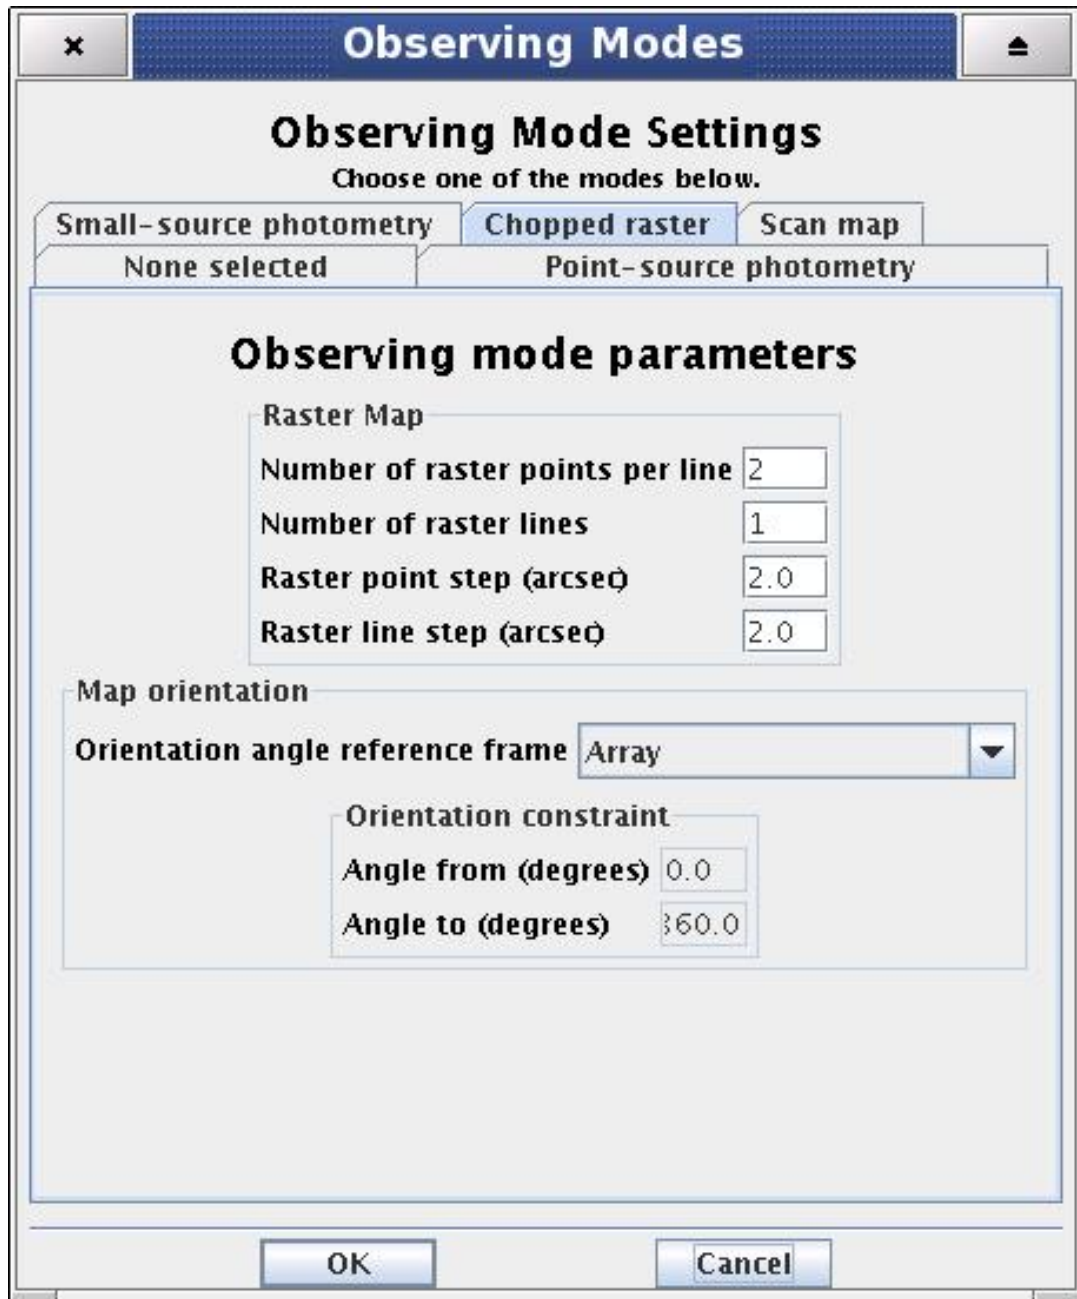 Observing Modes
Observing Mode Settings
Choose one of the modes below.
Small-source photometry Chopped raster Scan map
None selected Point-source photometry
Observing mode parameters
Raster Map
Number of raster points per line 2
Number of raster lines 1
Raster point step (arcsec) 2.0
Raster line step (arcsec) 2.0
Map orientation
Orientation angle reference frame Array
Orientation constraint
Angle from (degrees) 0.0
Angle to (degrees) 360.0
OK Cancel